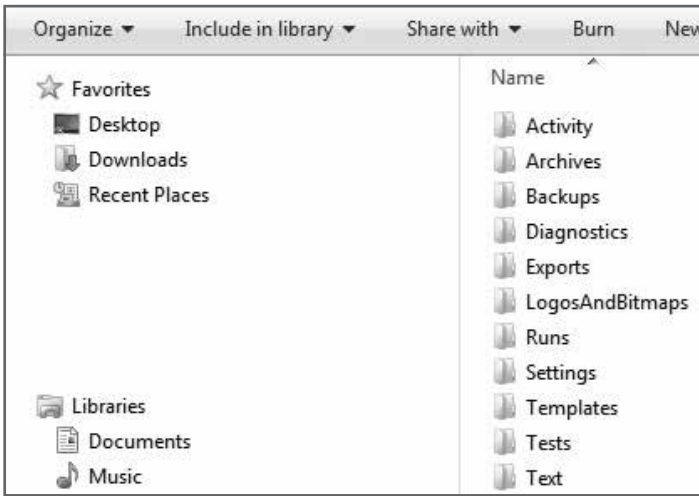 Organize Include in library Share with Burn New
Favorites
Desktop
Downloads
Recent Places
Libraries
Documents
Music
Name
Activity
Archives
Backups
Diagnostics
Exports
LogosAndBitmaps
Runs
Settings
Templates
Tests
Text